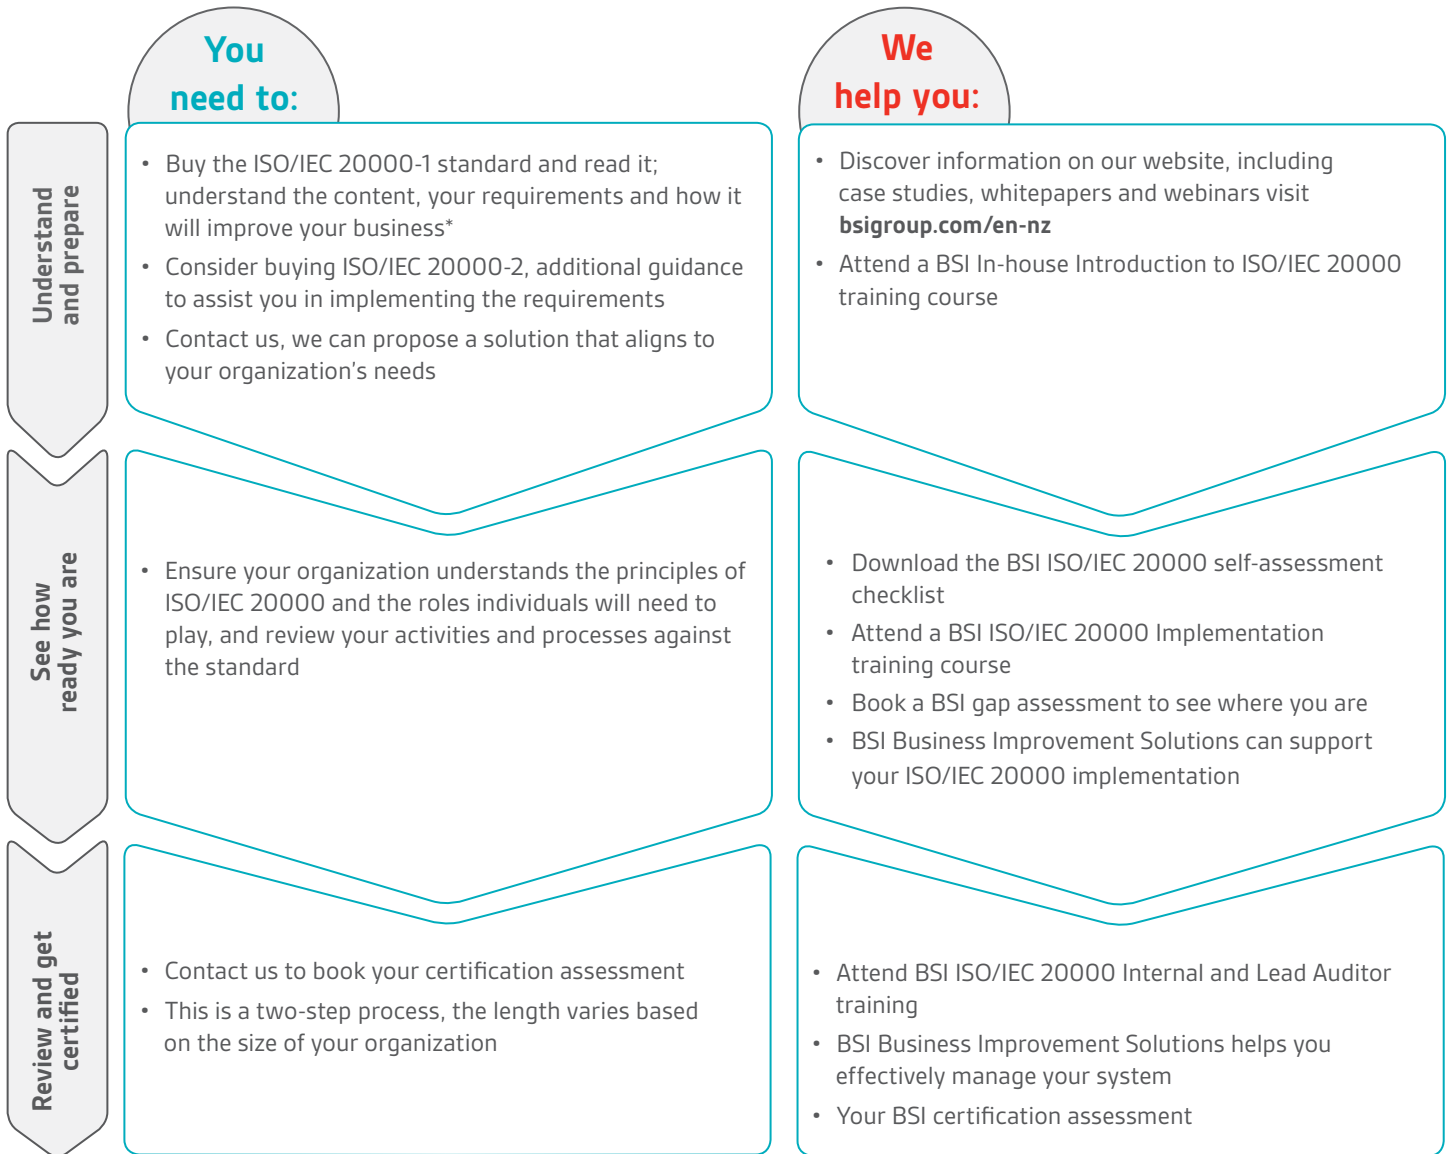 You
need to:
We
help you:
Understand
and prepare
• Buy the ISO/IEC 20000-1 standard and read it;
understand the content, your requirements and how it
will improve your business*
• Consider buying ISO/IEC 20000-2, additional guidance
to assist you in implementing the requirements
• Contact us, we can propose a solution that aligns to
your organization's needs
• Discover information on our website, including
case studies, whitepapers and webinars visit
bsigroup.com/en-nz
• Attend a BSI In-house Introduction to ISO/IEC 20000
training course
See how
ready you are
• Ensure your organization understands the principles of
ISO/IEC 20000 and the roles individuals will need to
play, and review your activities and processes against
the standard
• Download the BSI ISO/IEC 20000 self-assessment
checklist
• Attend a BSI ISO/IEC 20000 Implementation
training course
• Book a BSI gap assessment to see where you are
• BSI Business Improvement Solutions can support
your ISO/IEC 20000 implementation
Review and get
certified
• Contact us to book your certification assessment
• This is a two-step process, the length varies based
on the size of your organization
• Attend BSI ISO/IEC 20000 Internal and Lead Auditor
training
• BSI Business Improvement Solutions helps you
effectively manage your system
• Your BSI certification assessment